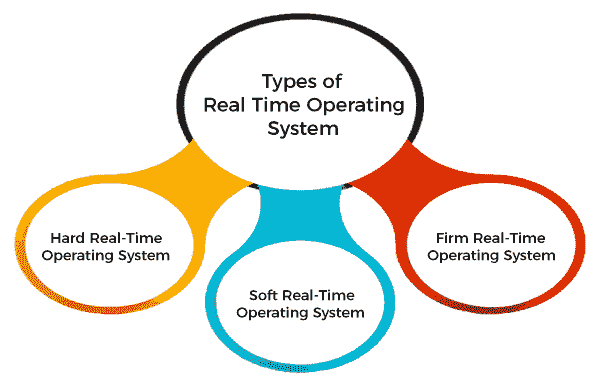 Types of
Real Time Operating
System
Hard Real-Time
Operating System
Soft Real-Time
Operating System
Firm Real-Time
Operating System